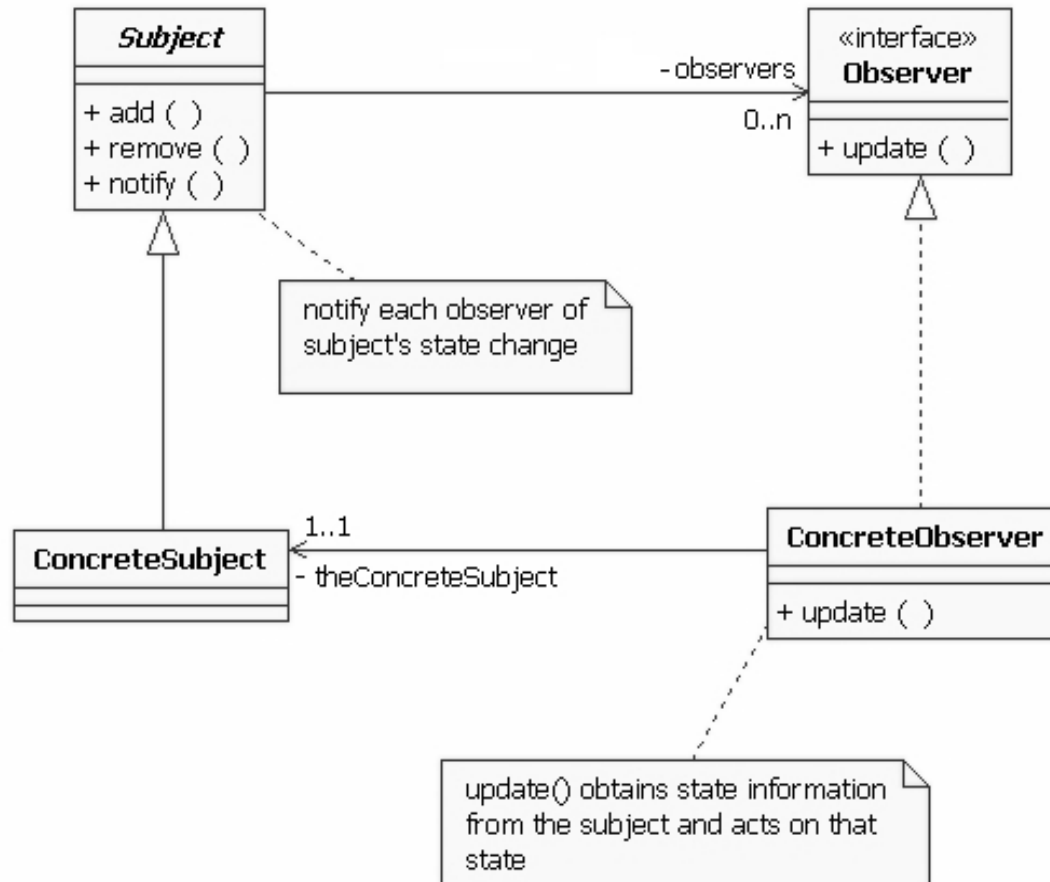 Subject
+ add ( )
+ remove ( )
+ notify ( )
- observers
0..n
«interface»
Observer
+ update ( )
notify each observer of
subject's state change
ConcreteSubject
1..1
- theConcreteSubject
ConcreteObserver
+ update ( )
update() obtains state information
from the subject and acts on that
state